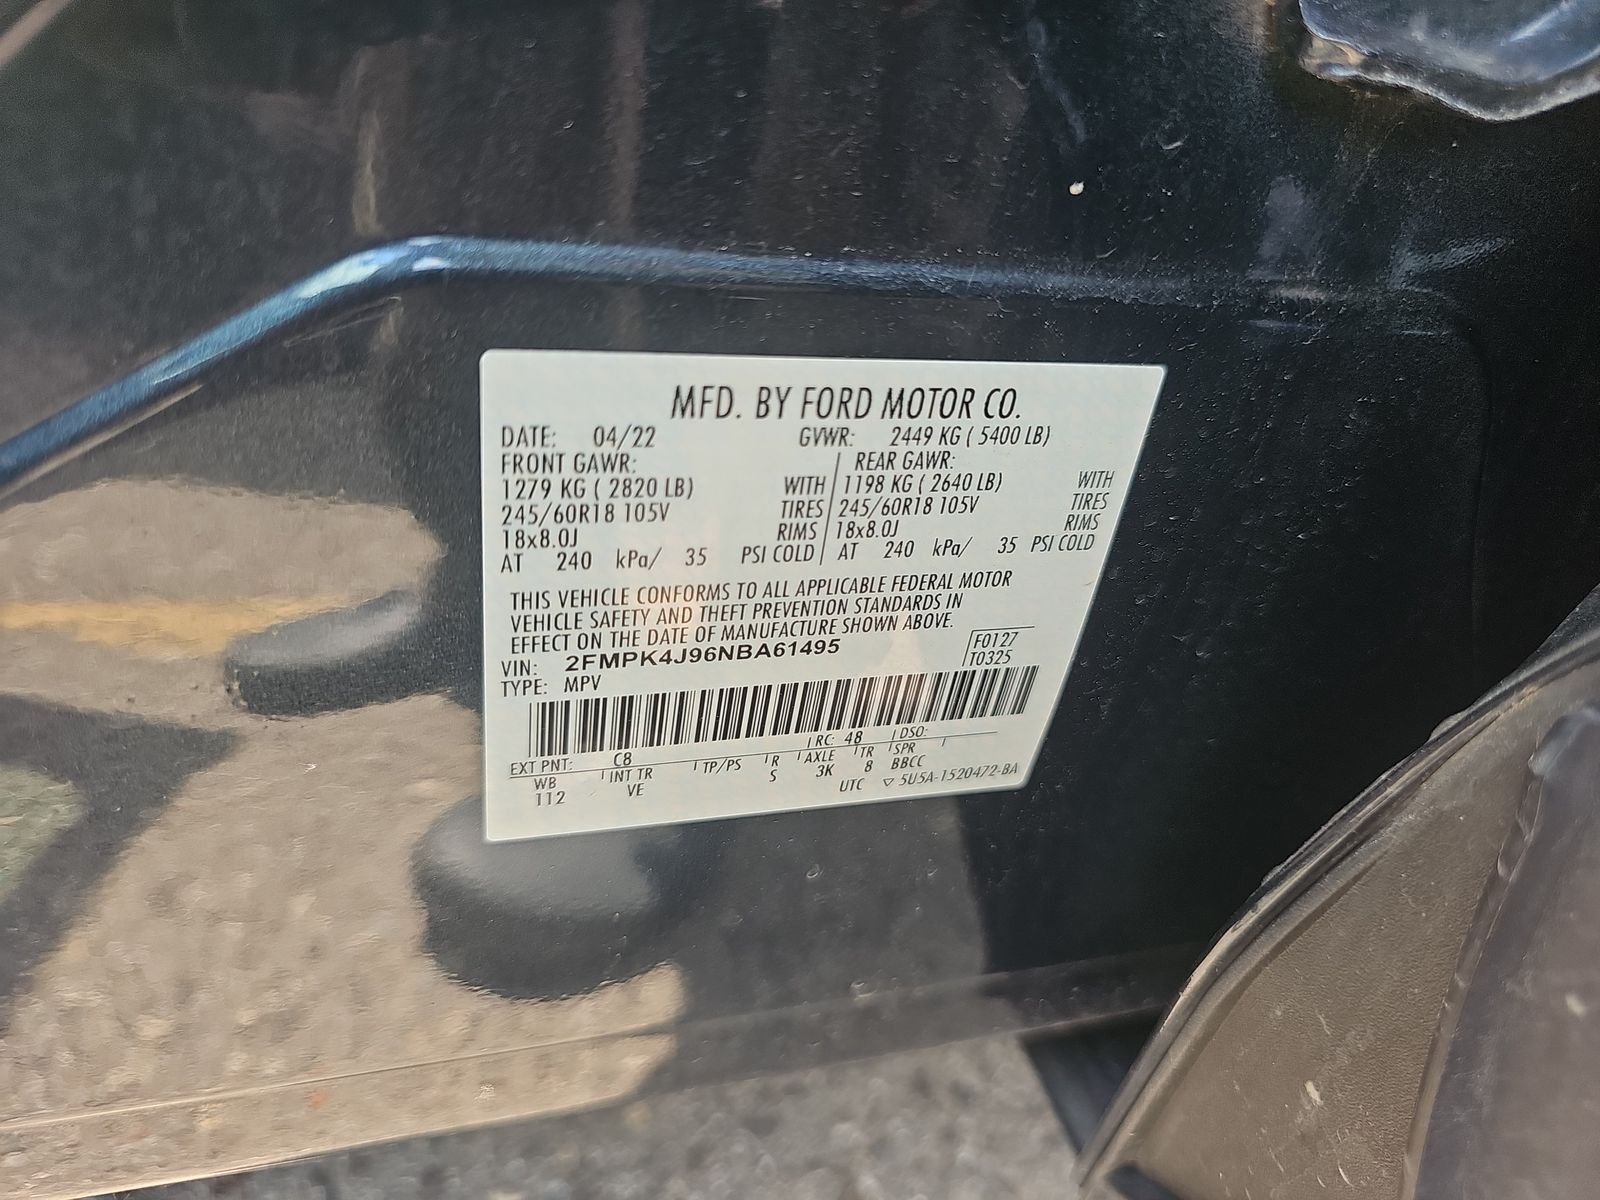 MFD. BY FORD MOTOR CO.
DATE: 04/22 GVWR: 2449 KG ( 5400 LB)
FRONT GAWR: REAR GAWR:
1279 KG ( 2820 LB) WITH 1198 KG ( 2640 LB) WITH
245/60R18 105V TIRES 245/60R18 105V TIRES
18x8.0J RIMS 18x8.0J RIMS
AT 240 kPa/ 35 PSI COLD AT 240 kPa/ 35 PSI COLD
THIS VEHICLE CONFORMS TO ALL APPLICABLE FEDERAL MOTOR
VEHICLE SAFETY AND THEFT PREVENTION STANDARDS IN
EFFECT ON THE DATE OF MANUFACTURE SHOWN ABOVE.
VIN: 2FMPK4J96NBA61495 F0127
TYPE: MPV T0325
EXT PNT: C8 RC: 48 DSO:
WB INT TR TP/PS R AXLE TR SPR
112 VE S 3K 8 BBCC
UTC ▽ 5U5A-1520472-BA